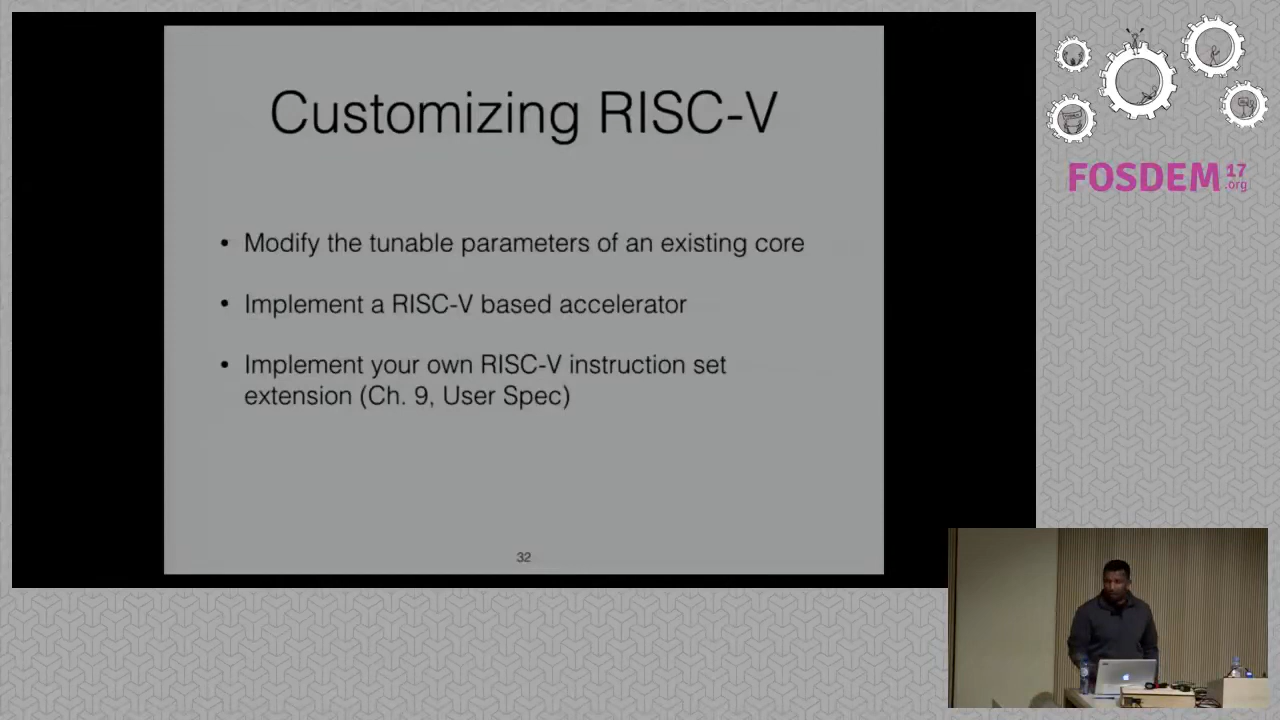 Customizing RISC-V
• Modify the tunable parameters of an existing core
• Implement a RISC-V based accelerator
• Implement your own RISC-V instruction set
extension (Ch. 9, User Spec)
32
FOSDEM 17
.org